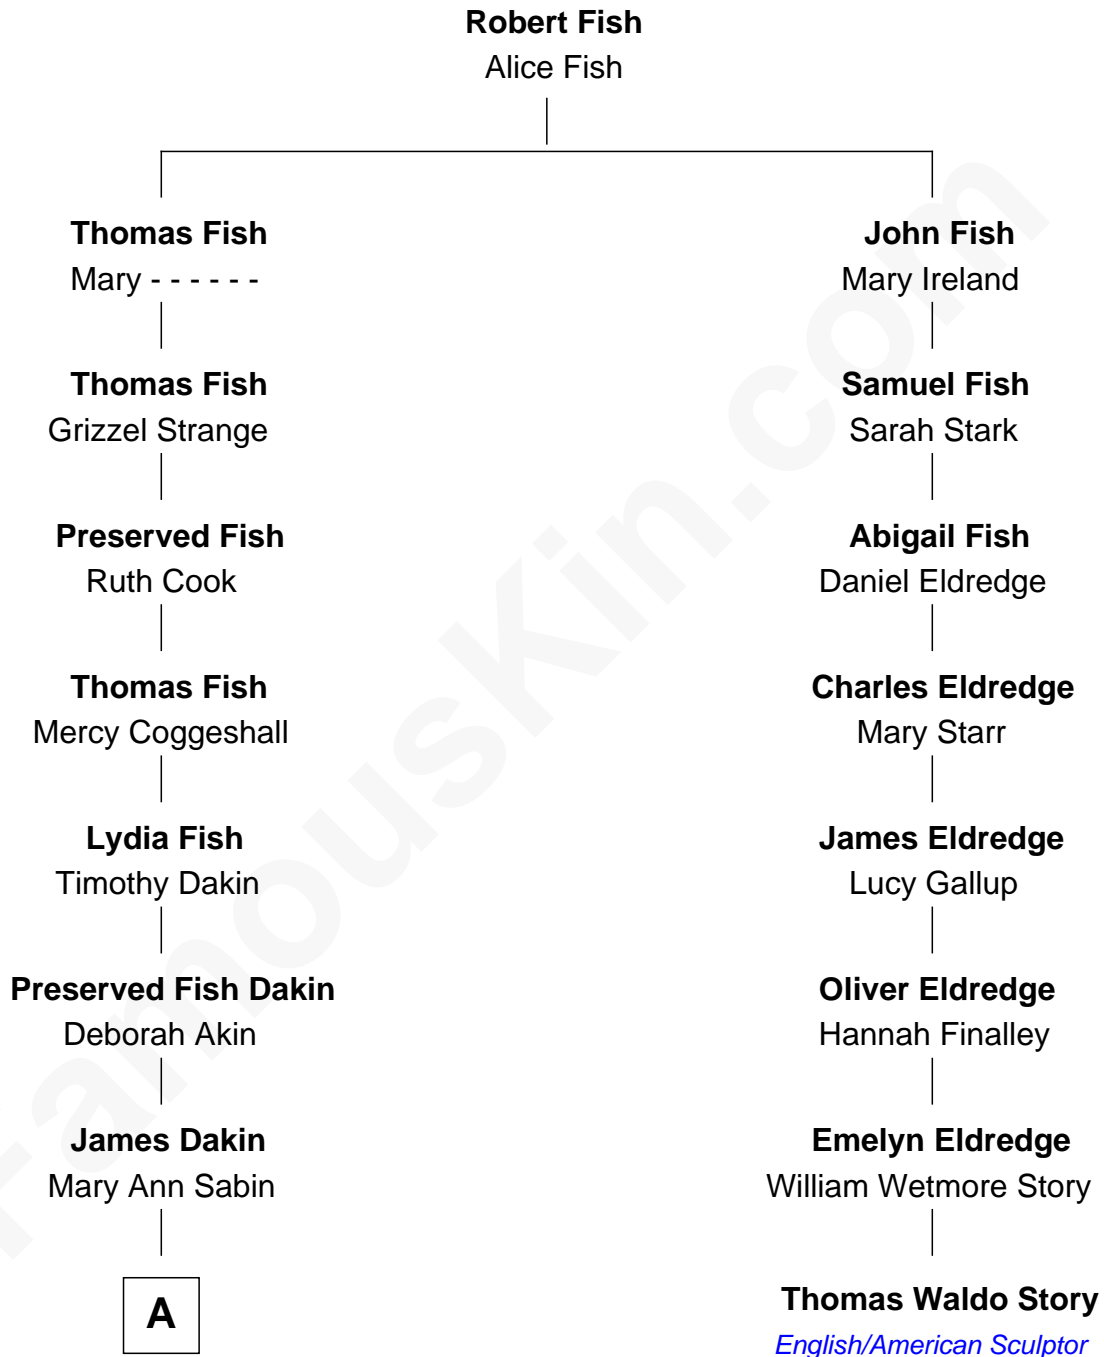 Robert Fish
Alice Fish
Thomas Fish
Mary - - - - - -
John Fish
Mary Ireland
Thomas Fish
Grizzel Strange
Samuel Fish
Sarah Stark
Preserved Fish
Ruth Cook
Abigail Fish
Daniel Eldredge
Thomas Fish
Mercy Coggeshall
Charles Eldredge
Mary Starr
Lydia Fish
Timothy Dakin
James Eldredge
Lucy Gallup
Preserved Fish Dakin
Deborah Akin
Oliver Eldredge
Hannah Finalley
James Dakin
Mary Ann Sabin
Emelyn Eldredge
William Wetmore Story
A
Thomas Waldo Story
English/American Sculptor
FamousKin.com